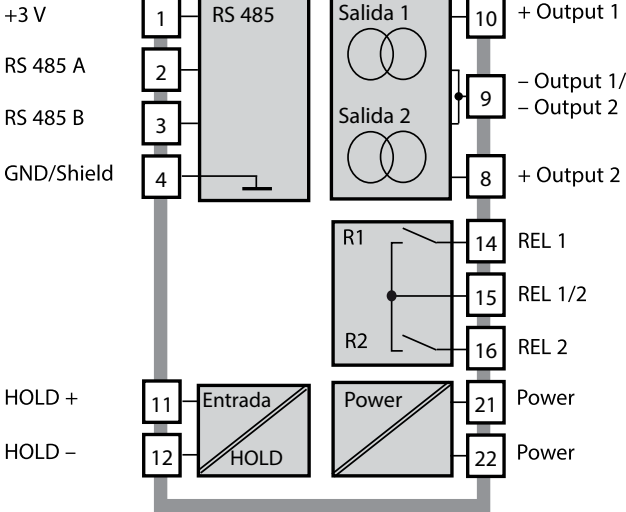 +3 V
1
RS 485
Salida 1
10
+ Output 1
RS 485 A
2
9
– Output 1/
– Output 2
RS 485 B
3
Salida 2
GND/Shield
4
8
+ Output 2
R1
14
REL 1
15
REL 1/2
R2
16
REL 2
HOLD +
11
Entrada
Power
21
Power
HOLD –
12
HOLD
22
Power